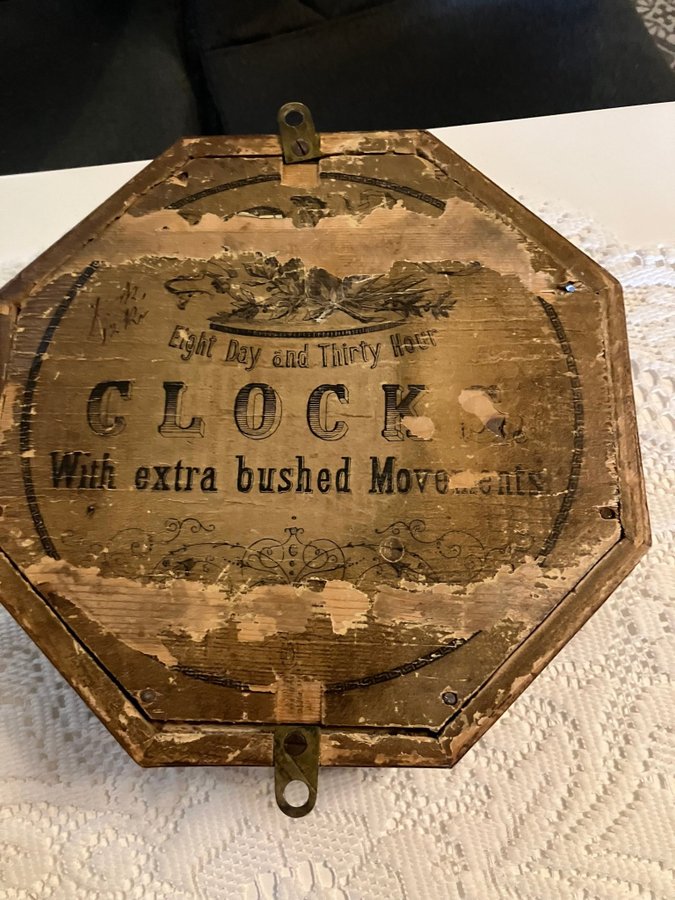 Eight Day and Thirty Hour
CLOCKS
With extra bushed Movements